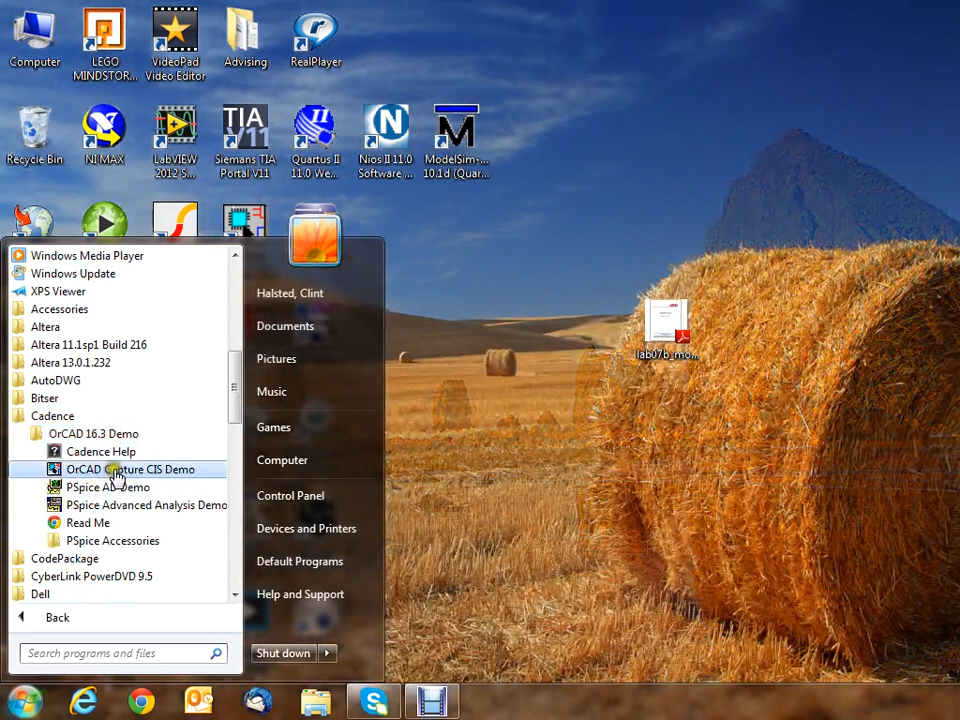 Computer
LEGO
MINDSTOR...
VideoPad
Video Editor
Advising
RealPlayer
Recycle Bin
NI MAX
LabVIEW
2012 S...
TIA
V11
Siemans TIA
Portal V11
II
Quartus II
11.0 We...
N
Nios II 11.0
Software ...
M
ModelSim-...
10.1d (Quar...
lab07b_mo...
Windows Media Player
Windows Update
XPS Viewer
Accessories
Altera
Altera 11.1sp1 Build 216
Altera 13.0.1.232
AutoDWG
Bitser
Cadence
OrCAD 16.3 Demo
Cadence Help
OrCAD Capture CIS Demo
PSpice AD Demo
PSpice Advanced Analysis Demo
Read Me
PSpice Accessories
CodePackage
CyberLink PowerDVD 9.5
Dell
Back
Search programs and files
Halsted, Clint
Documents
Pictures
Music
Games
Computer
Control Panel
Devices and Printers
Default Programs
Help and Support
Shut down